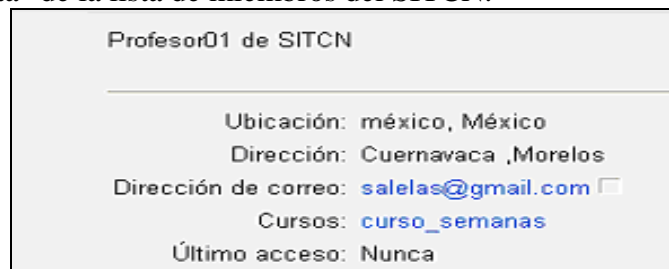 de la lista de miembros del SITCN.
Profesor01 de SITCN
Ubicación: méxico, México
Dirección: Cuernavaca ,Morelos
Dirección de correo: salelas@gmail.com
Cursos: curso_semanas
Último acceso: Nunca